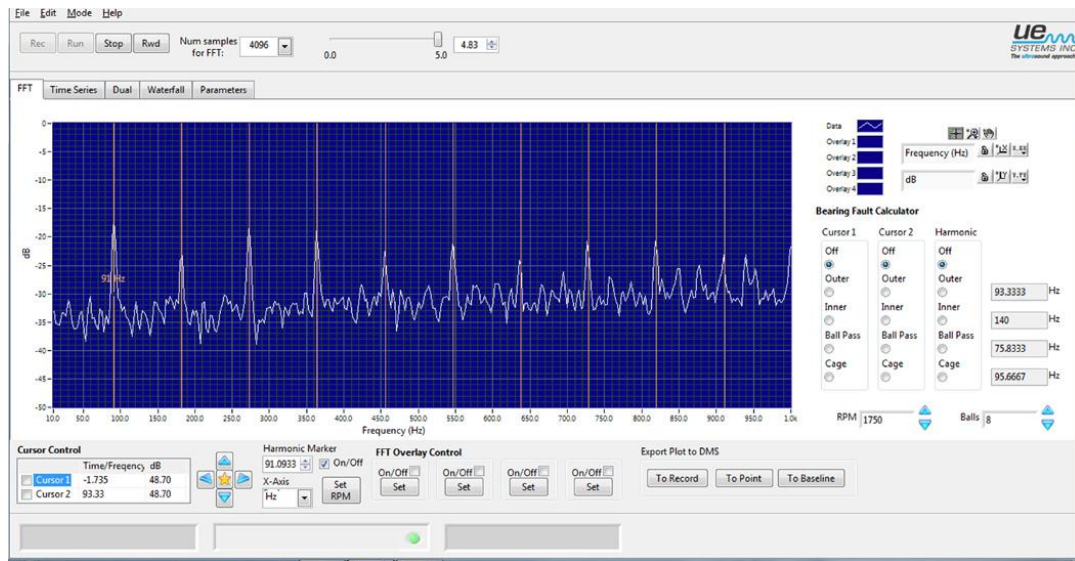 File Edit Mode Help
Rec Run Stop Rwd Num samples for FFT: 4096 0.0 5.0 4.83
ue SYSTEMS INC
The ultrasound approach
FFT Time Series Dual Waterfall Parameters
0
-5
-10
-15
-20
-25
-30
-35
-40
-45
-50
dB
91 Hz
10.0 50.0 100.0 150.0 200.0 250.0 300.0 350.0 400.0 450.0 500.0 550.0 600.0 650.0 700.0 750.0 800.0 850.0 900.0 950.0 1.0
Frequency (Hz)
Data
Overlay 1
Overlay 2
Overlay 3
Overlay 4
Frequency (Hz)
dB
Bearing Fault Calculator
Cursor 1 Cursor 2 Harmonic
Off Off Off
Outer Outer Outer
93.3333 Hz
Inner Inner Inner
140 Hz
Ball Pass Ball Pass Ball Pass
75.8333 Hz
Cage Cage Cage
95.6667 Hz
RPM 1750 Balls 8
Cursor Control
Time/Freqency dB
Cursor 1 -1.735 48.70
Cursor 2 93.33 48.70
Harmonic Marker
91.0933 On/Off
X-Axis
Hz
Set RPM
FFT Overlay Control
On/Off On/Off On/Off On/Off
Set Set Set Set
Export Plot to DMS
To Record To Point To Baseline